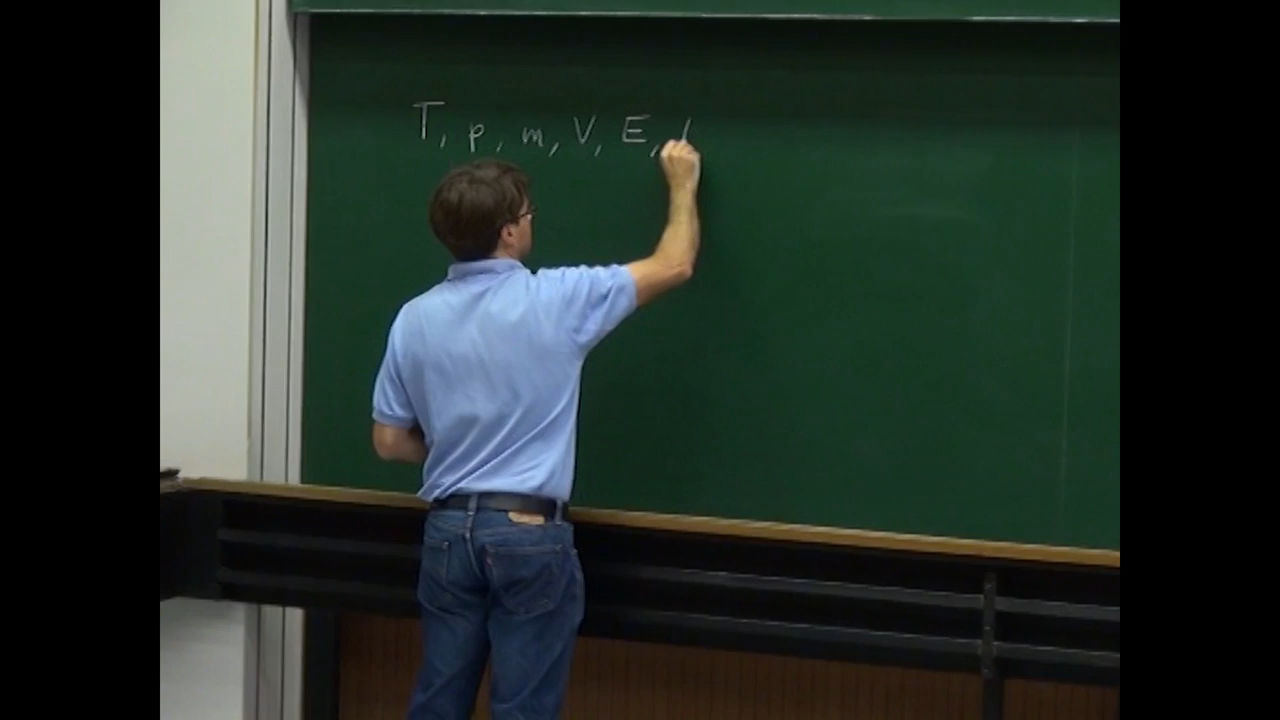 T, p, m, V, E,